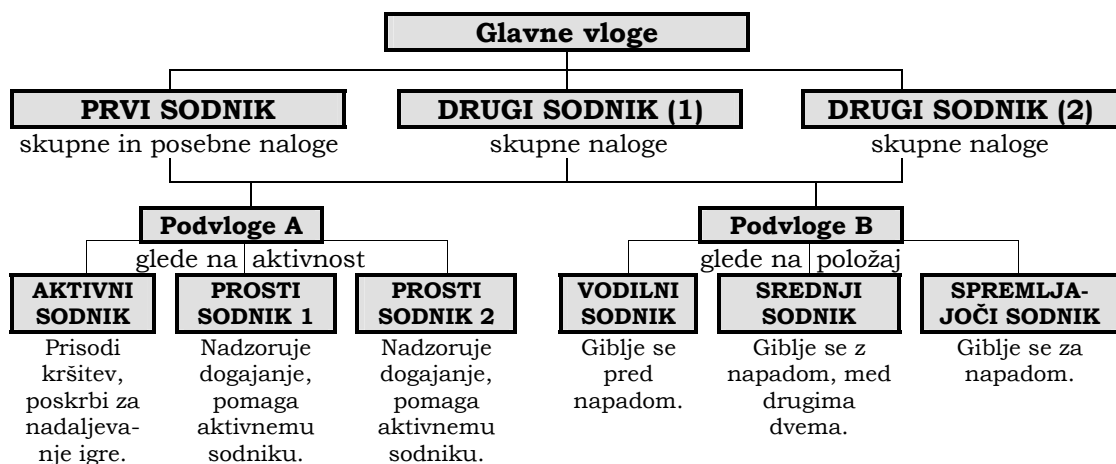 Glavne vloge
PRVI SODNIK
skupne in posebne naloge
DRUGI SODNIK (1)
skupne naloge
DRUGI SODNIK (2)
skupne naloge
Podvloge A
glede na aktivnost
AKTIVNI
SODNIK
Prisodi
kršitev,
poskrbi za
nadaljeva-
nje igre.
PROSTI
SODNIK 1
Nadzoruje
dogajanje,
pomaga
aktivnemu
sodniku.
PROSTI
SODNIK 2
Nadzoruje
dogajanje,
pomaga
aktivnemu
sodniku.
Podvloge B
glede na položaj
VODILNI
SODNIK
Giblje se
pred
napadom.
SREDNJI
SODNIK
Giblje se z
napadom, med
drugima
dvema.
SPREMLJA-
JOČI SODNIK
Giblje se za
napadom.